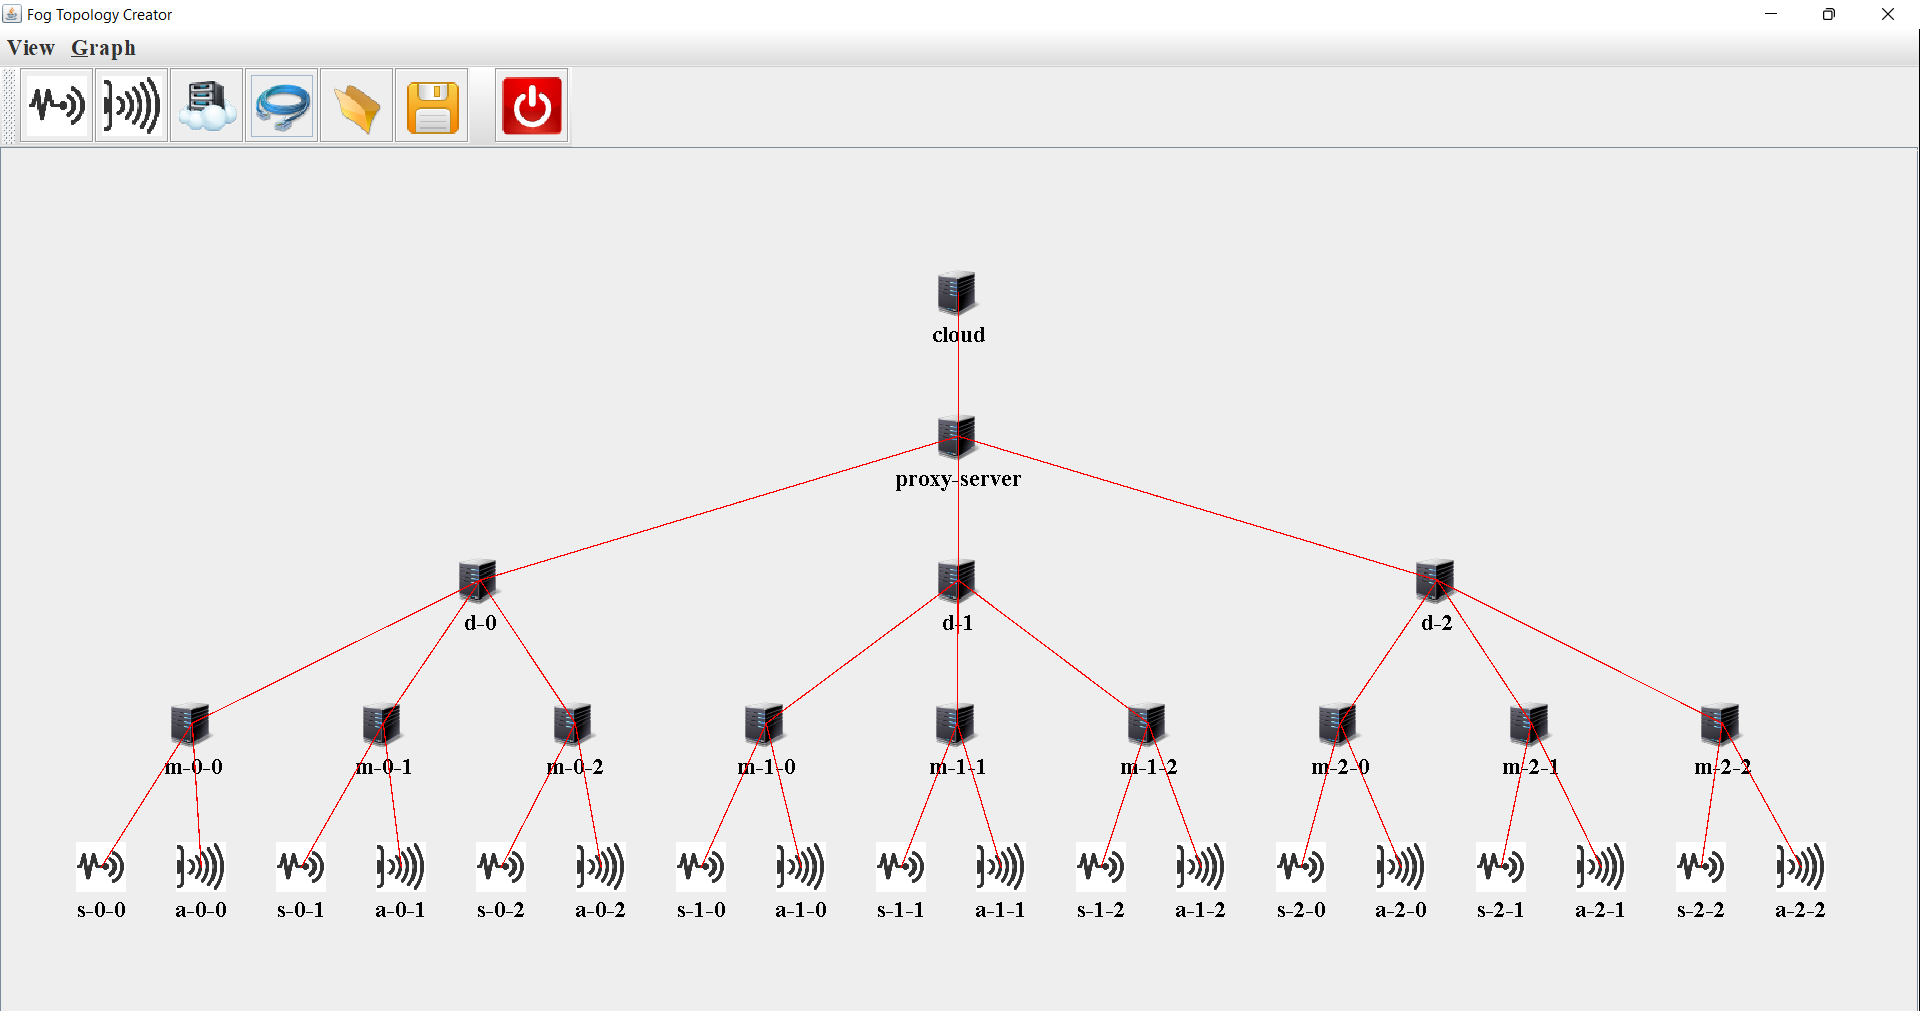 Fog Topology Creator
View Graph
cloud
proxy-server
d-0 d-1 d-2
m-0-0 m-0-1 m-0-2 m-1-0 m-1-1 m-1-2 m-2-0 m-2-1 m-2-2
s-0-0 a-0-0 s-0-1 a-0-1 s-0-2 a-0-2 s-1-0 a-1-0 s-1-1 a-1-1 s-1-2 a-1-2 s-2-0 a-2-0 s-2-1 a-2-1 s-2-2 a-2-2